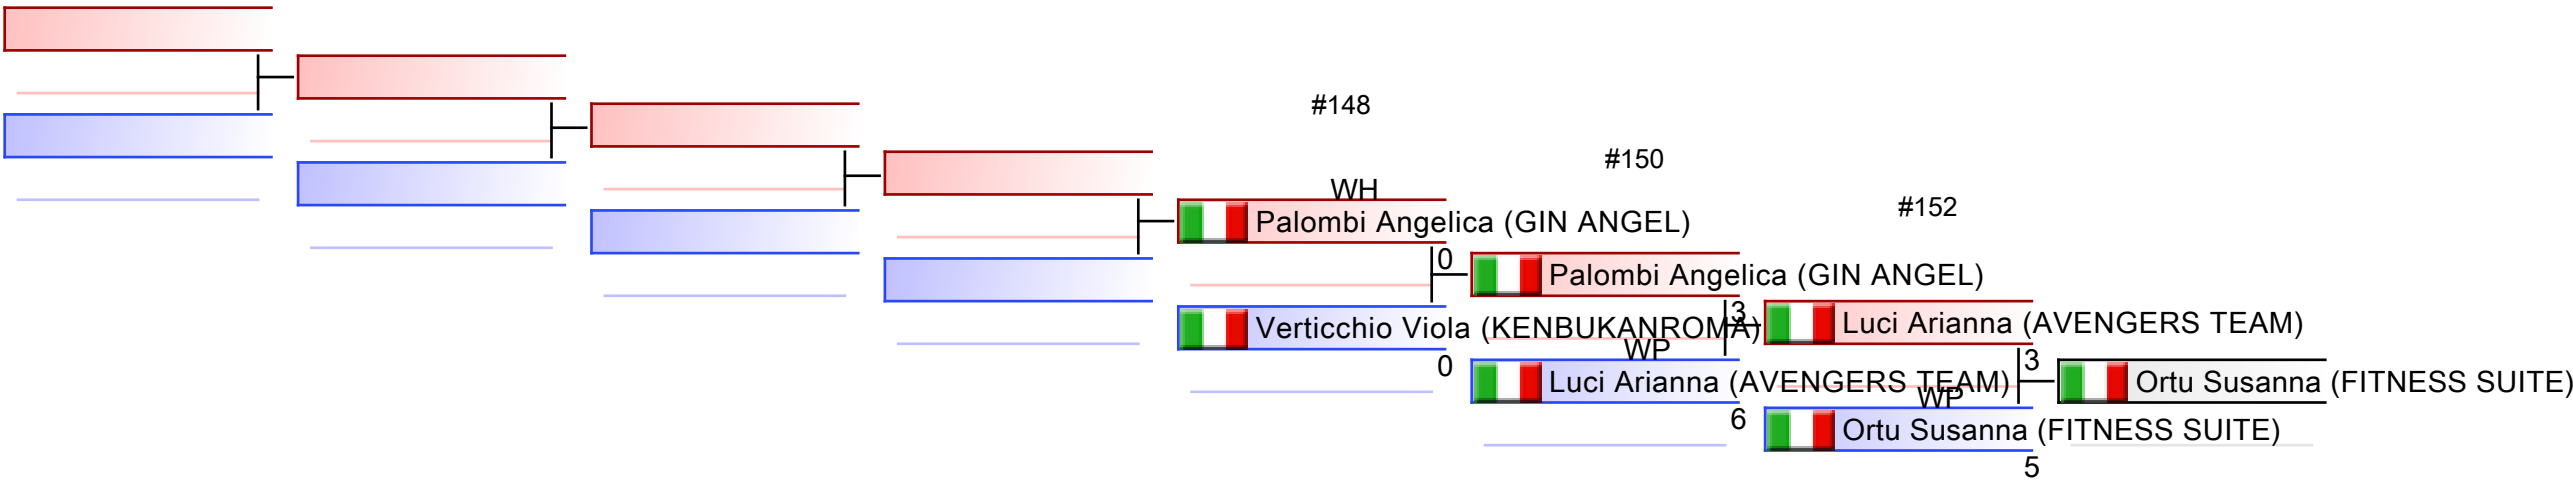 #148
#150
WH
#152
Palombi Angelica (GIN ANGEL)
0
Palombi Angelica (GIN ANGEL)
3
Verticchio Viola (KENBUKANROMA)
Luci Arianna (AVENGERS TEAM)
WP
0
3
Luci Arianna (AVENGERS TEAM)
Ortu Susanna (FITNESS SUITE)
WP
6
Ortu Susanna (FITNESS SUITE)
5